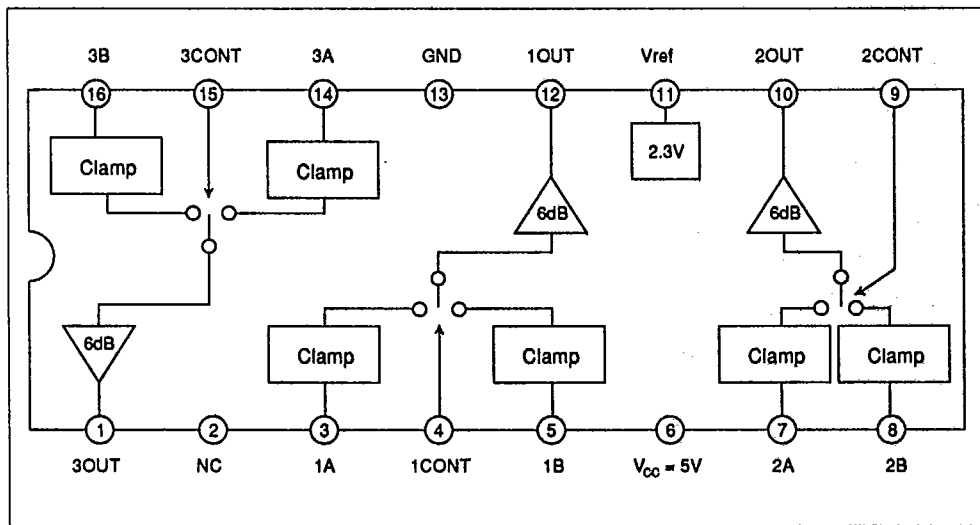 3B 3CONT 3A GND 1OUT Vref 2OUT 2CONT
16 15 14 13 12 11 10 9
Clamp Clamp 2.3V
6dB 6dB
6dB Clamp Clamp Clamp Clamp
1 2 3 4 5 6 7 8
3OUT NC 1A 1CONT 1B VCC = 5V 2A 2B